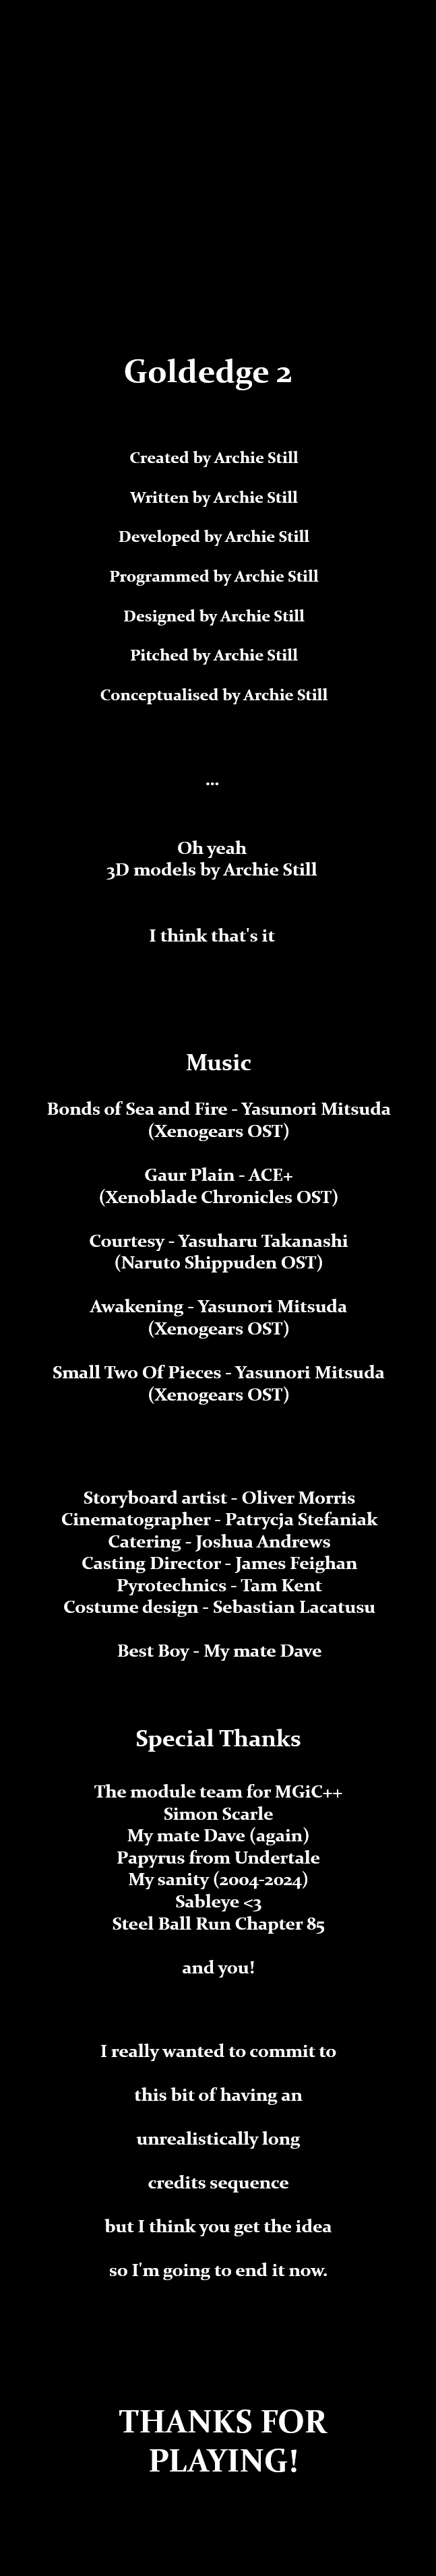 Goldedge 2
Created by Archie Still
Written by Archie Still
Developed by Archie Still
Programmed by Archie Still
Designed by Archie Still
Pitched by Archie Still
Conceptualised by Archie Still
...
Oh yeah
3D models by Archie Still
I think that's it
Music
Bonds of Sea and Fire - Yasunori Mitsuda
(Xenogears OST)
Gaur Plain - ACE+
(Xenoblade Chronicles OST)
Courtesy - Yasuharu Takanashi
(Naruto Shippuden OST)
Awakening - Yasunori Mitsuda
(Xenogears OST)
Small Two Of Pieces - Yasunori Mitsuda
(Xenogears OST)
Storyboard artist - Oliver Morris
Cinematographer - Patrycja Stefaniak
Catering - Joshua Andrews
Casting Director - James Feighan
Pyrotechnics - Tam Kent
Costume design - Sebastian Lacatusu
Best Boy - My mate Dave
Special Thanks
The module team for MGiC++
Simon Scarle
My mate Dave (again)
Papyrus from Undertale
My sanity (2004-2024)
Sableye <3
Steel Ball Run Chapter 85
and you!
I really wanted to commit to
this bit of having an
unrealistically long
credits sequence
but I think you get the idea
so I'm going to end it now.
THANKS FOR
PLAYING!